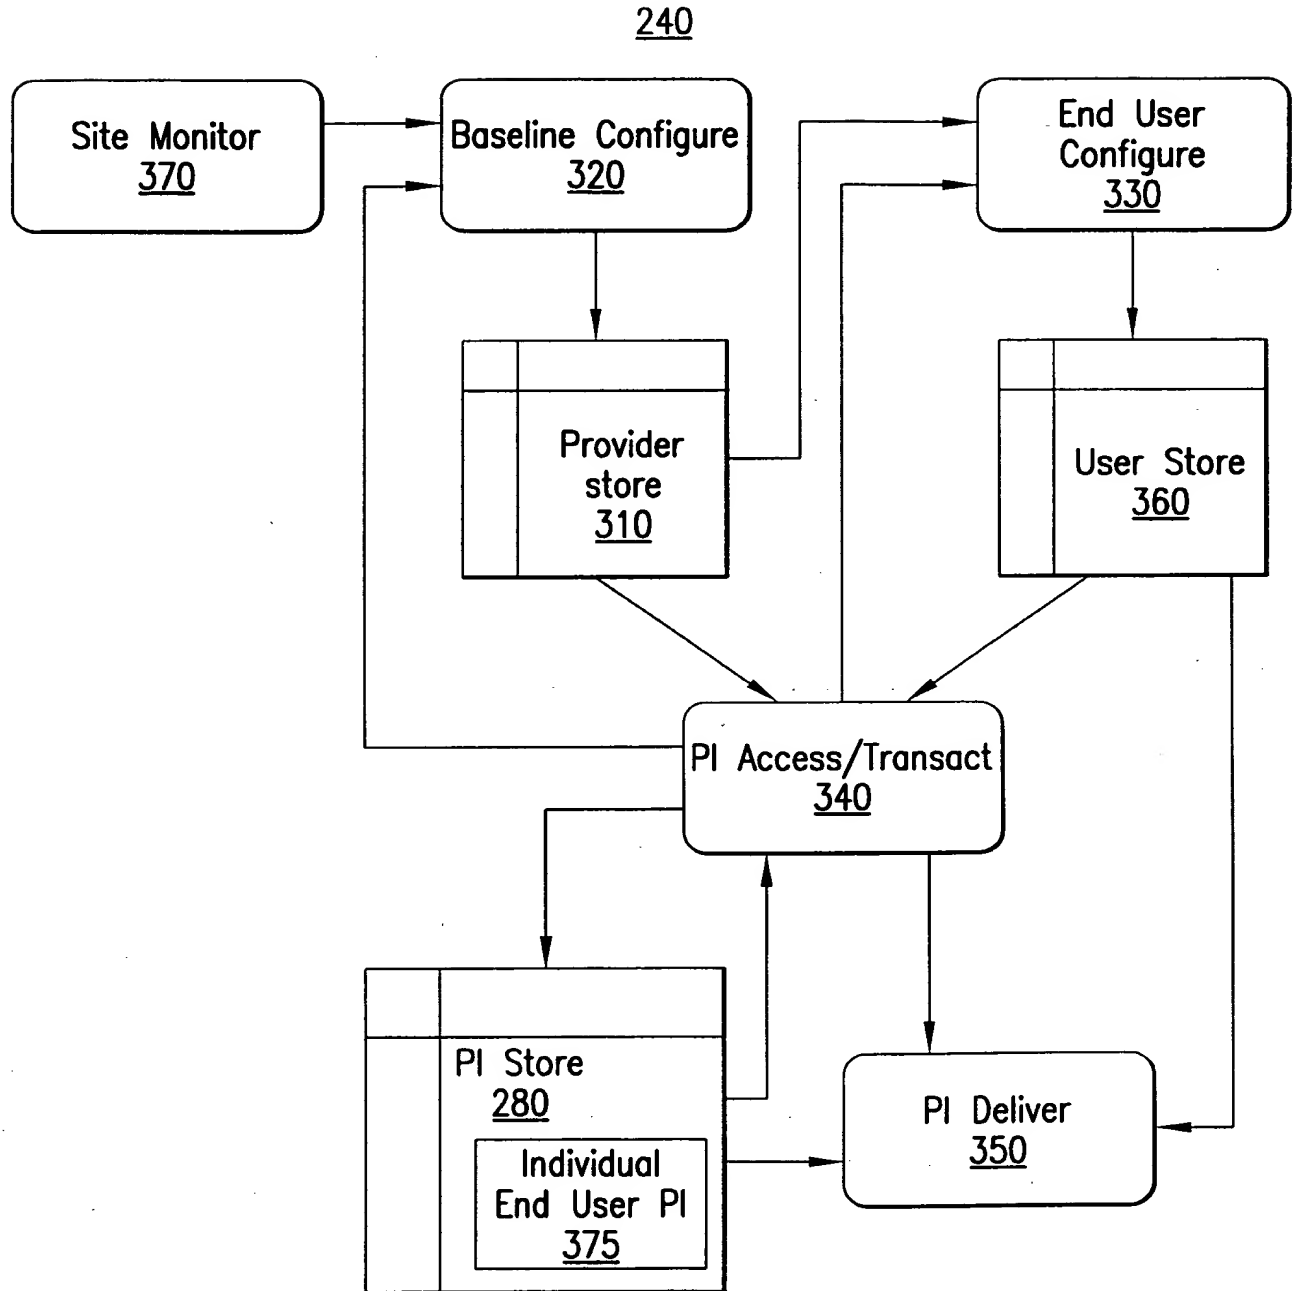 240
Site Monitor
370
Baseline Configure
320
End User
Configure
330
Provider
store
310
User Store
360
PI Access/Transact
340
PI Store
280
Individual
End User PI
375
PI Deliver
350